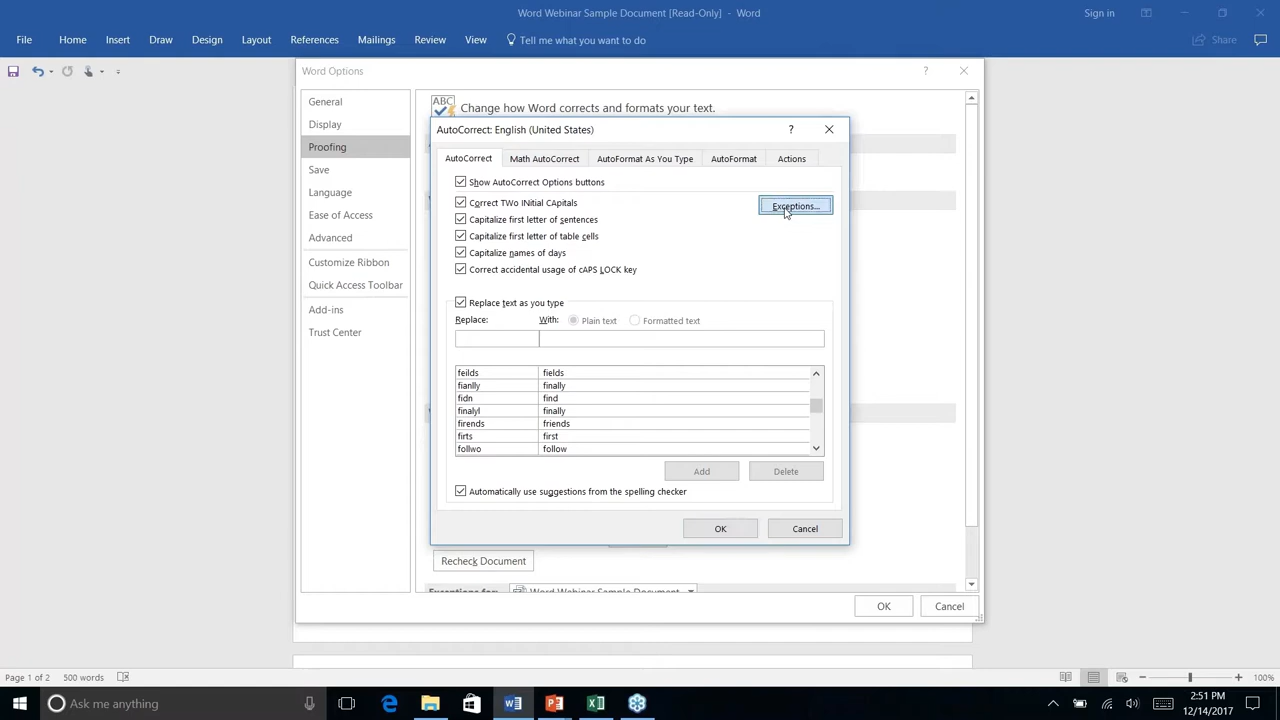 Word Webinar Sample Document [Read-Only] - Word
Sign in
File Home Insert Draw Design Layout References Mailings Review View Tell me what you want to do Share
Word Options ?
General
Display
Proofing
Save
Language
Ease of Access
Advanced
Customize Ribbon
Quick Access Toolbar
Add-ins
Trust Center
ABC Change how Word corrects and formats your text.
AutoCorrect: English (United States) ?
AutoCorrect Math AutoCorrect AutoFormat As You Type AutoFormat Actions
Show AutoCorrect Options buttons
Correct TWo INitial CApitals
Exceptions...
Capitalize first letter of sentences
Capitalize first letter of table cells
Capitalize names of days
Correct accidental usage of cAPS LOCK key
Replace text as you type
Replace: With: Plain text Formatted text
feilds fields
fianlly finally
fidn find
finalyl finally
firends friends
firts first
follwo follow
Add Delete
Automatically use suggestions from the spelling checker
OK Cancel
Recheck Document
Exceptions for: Word Webinar Sample Document
OK Cancel
Page 1 of 2 500 words 100%
Ask me anything
2:51 PM
12/14/2017